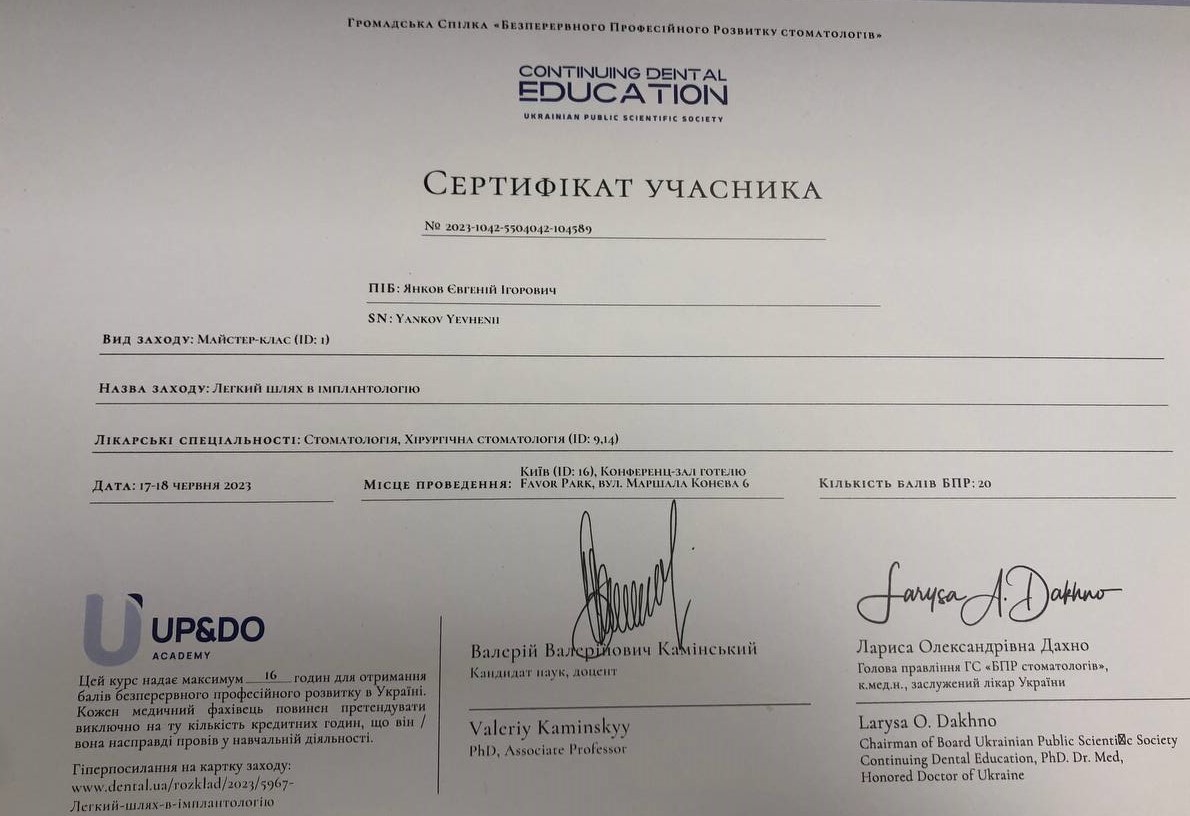 Громадська Спілка «Безперервного Професійного Розвитку стоматологів»
CONTINUING DENTAL
EDUCATION
UKRAINIAN PUBLIC SCIENTIFIC SOCIETY
Сертифікат учасника
№ 2023-1042-5504042-104589
ПІБ: Янков Євгеній Ігорович
SN: Yankov Yevhenii
Вид заходу: Майстер-клас (ID: 1)
Назва заходу: Легкий шлях в імплантологію
Лікарські спеціальності: Стоматологія, Хірургічна стоматологія (ID: 9,14)
Дата: 17-18 червня 2023
Місце проведення: Київ (ID: 16), Конференц-зал готелю
Favor Park, вул. Маршала Конєва 6
Кількість балів БПР: 20
UP&DO
ACADEMY
Цей курс надає максимум 16 годин для отримання
балів безперервного професійного розвитку в Україні.
Кожен медичний фахівець повинен претендувати
виключно на ту кількість кредитних годин, що він /
вона насправді провів у навчальній діяльності.
Гіперпосилання на картку заходу:
www.dental.ua/rozklad/2023/5967-
Легкий-шлях-в-імплантологію
Валерій Валерійович Камінський
Кандидат наук, доцент
Valeriy Kaminskyy
PhD, Associate Professor
Larysa A. Dakhno
Лариса Олександрівна Дахно
Голова правління ГС «БПР стоматологів»,
к.мед.н., заслужений лікар України
Larysa O. Dakhno
Chairman of Board Ukrainian Public Scienti☒c Society
Continuing Dental Education, PhD. Dr. Med,
Honored Doctor of Ukraine